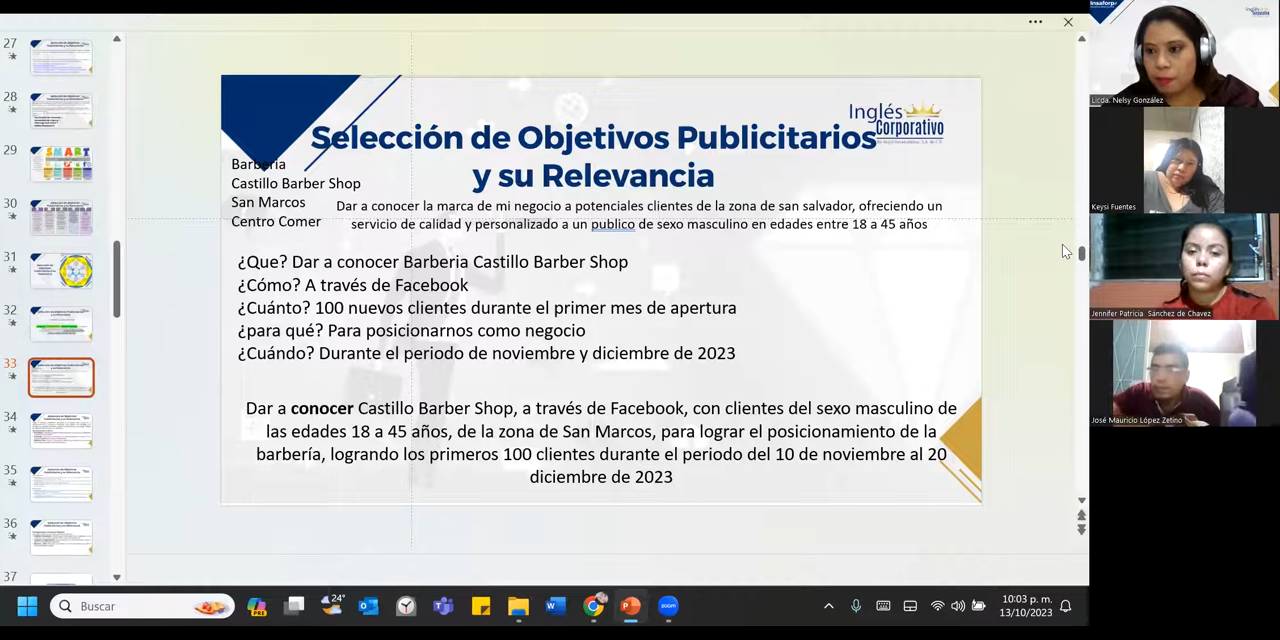 27
28
29
SMART
30
31
32
33
34
35
36
37
Selección de Objetivos Publicitarios
y su Relevancia
Inglés
Corporativo
Barberia
Castillo Barber Shop
San Marcos
Centro Comer
Dar a conocer la marca de mi negocio a potenciales clientes de la zona de san salvador, ofreciendo un
servicio de calidad y personalizado a un publico de sexo masculino en edades entre 18 a 45 años
¿Que? Dar a conocer Barberia Castillo Barber Shop
¿Cómo? A través de Facebook
¿Cuánto? 100 nuevos clientes durante el primer mes de apertura
¿para qué? Para posicionarnos como negocio
¿Cuándo? Durante el periodo de noviembre y diciembre de 2023
Dar a conocer Castillo Barber Shop, a través de Facebook, con clientes del sexo masculino de
las edades 18 a 45 años, de la zona de San Marcos, para lograr el posicionamiento de la
barbería, logrando los primeros 100 clientes durante el periodo del 10 de noviembre al 20
diciembre de 2023
Insaforp
Licda. Nelsy González
Keysi Fuentes
Jennifer Patricia Sánchez de Chavez
José Mauricio López Zetino
Buscar
PRE
24°
zoom
10:03 p. m.
13/10/2023